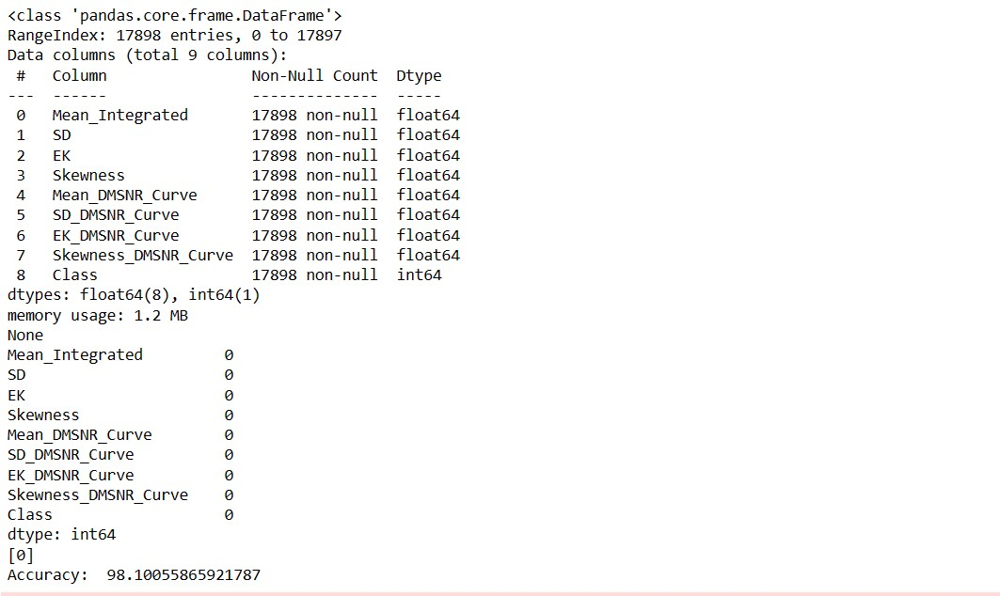 <class 'pandas.core.frame.DataFrame'>
RangeIndex: 17898 entries, 0 to 17897
Data columns (total 9 columns):
 #   Column                Non-Null Count  Dtype
---  ------                --------------  -----
 0   Mean_Integrated       17898 non-null  float64
 1   SD                    17898 non-null  float64
 2   EK                    17898 non-null  float64
 3   Skewness              17898 non-null  float64
 4   Mean_DMSNR_Curve      17898 non-null  float64
 5   SD_DMSNR_Curve        17898 non-null  float64
 6   EK_DMSNR_Curve        17898 non-null  float64
 7   Skewness_DMSNR_Curve  17898 non-null  float64
 8   Class                 17898 non-null  int64
dtypes: float64(8), int64(1)
memory usage: 1.2 MB
None
Mean_Integrated         0
SD                      0
EK                      0
Skewness                0
Mean_DMSNR_Curve        0
SD_DMSNR_Curve          0
EK_DMSNR_Curve          0
Skewness_DMSNR_Curve    0
Class                   0
dtype: int64
[0]
Accuracy:  98.10055865921787